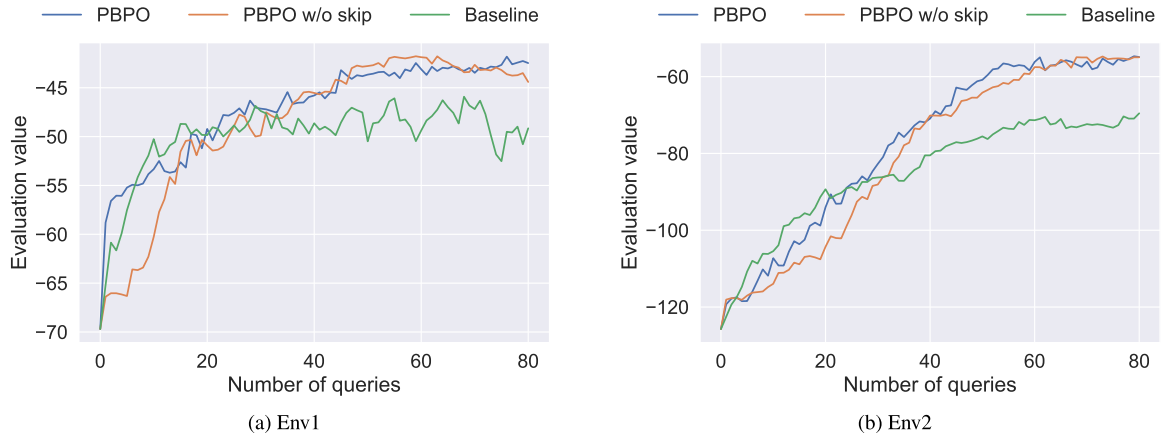 PBPO PBPO w/o skip Baseline
−45
−50
−55
−60
−65
−70
Evaluation value
0 20 40 60 80
Number of queries
(a) Env1
PBPO PBPO w/o skip Baseline
−60
−80
−100
−120
Evaluation value
0 20 40 60 80
Number of queries
(b) Env2